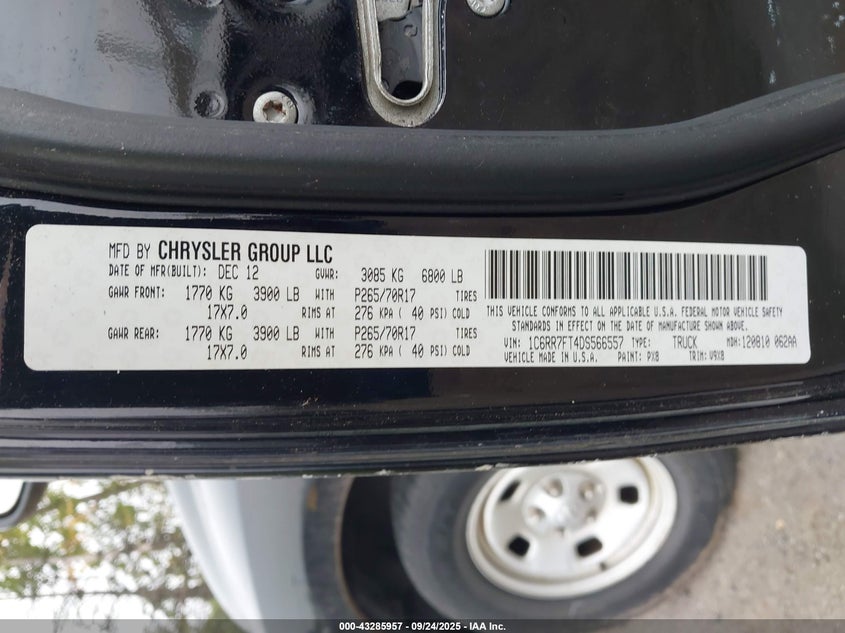 MFD BY CHRYSLER GROUP LLC
DATE OF MFR(BUILT): DEC 12 GVWR: 3085 KG 6800 LB
GAWR FRONT: 1770 KG 3900 LB WITH P265/70R17 TIRES
17X7.0 RIMS AT 276 KPA ( 40 PSI) COLD
GAWR REAR: 1770 KG 3900 LB WITH P265/70R17 TIRES
17X7.0 RIMS AT 276 KPA ( 40 PSI) COLD
THIS VEHICLE CONFORMS TO ALL APPLICABLE U.S.A. FEDERAL MOTOR VEHICLE SAFETY
STANDARDS IN EFFECT ON THE DATE OF MANUFACTURE SHOWN ABOVE.
VIN: 1C6RR7FT4DS566557 TYPE: TRUCK MDH: 120810 062AA
VEHICLE MADE IN U.S.A. PAINT: PX8 TRIM: V9X8
000-43285957 - 09/24/2025 - IAA Inc.